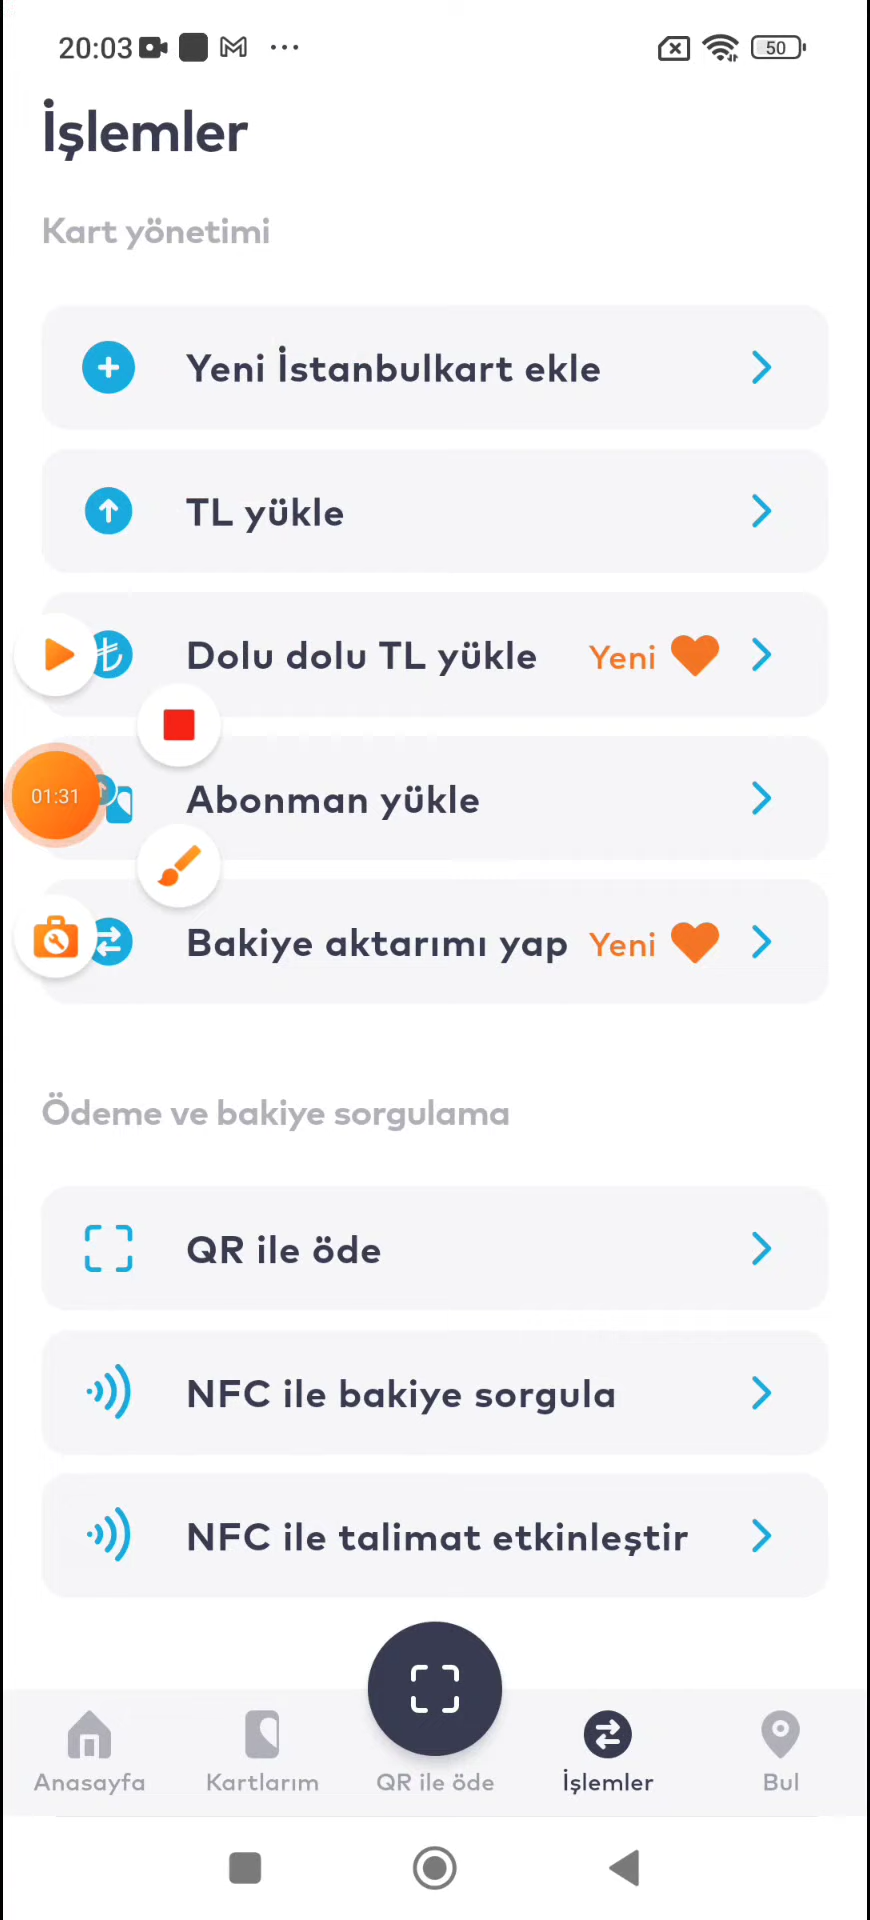 20:03
50
İşlemler
Kart yönetimi
Yeni İstanbulkart ekle
TL yükle
Dolu dolu TL yükle Yeni
01:31
Abonman yükle
Bakiye aktarımı yap Yeni
Ödeme ve bakiye sorgulama
QR ile öde
NFC ile bakiye sorgula
NFC ile talimat etkinleştir
Anasayfa Kartlarım QR ile öde İşlemler Bul